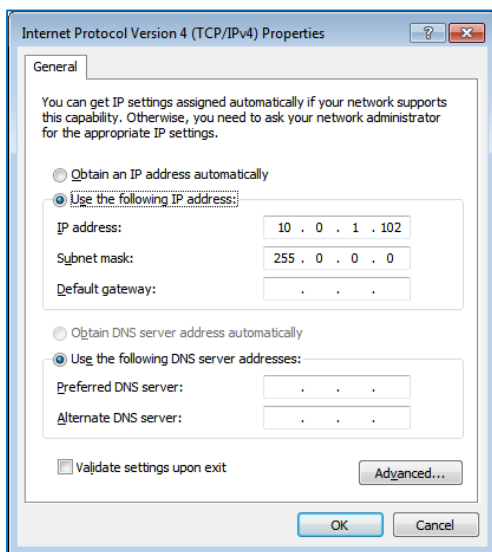 Internet Protocol Version 4 (TCP/IPv4) Properties
General
You can get IP settings assigned automatically if your network supports
this capability. Otherwise, you need to ask your network administrator
for the appropriate IP settings.
Obtain an IP address automatically
Use the following IP address:
IP address: 10 . 0 . 1 . 102
Subnet mask: 255 . 0 . 0 . 0
Default gateway: . . .
Obtain DNS server address automatically
Use the following DNS server addresses:
Preferred DNS server: . . .
Alternate DNS server: . . .
Validate settings upon exit
Advanced...
OK Cancel